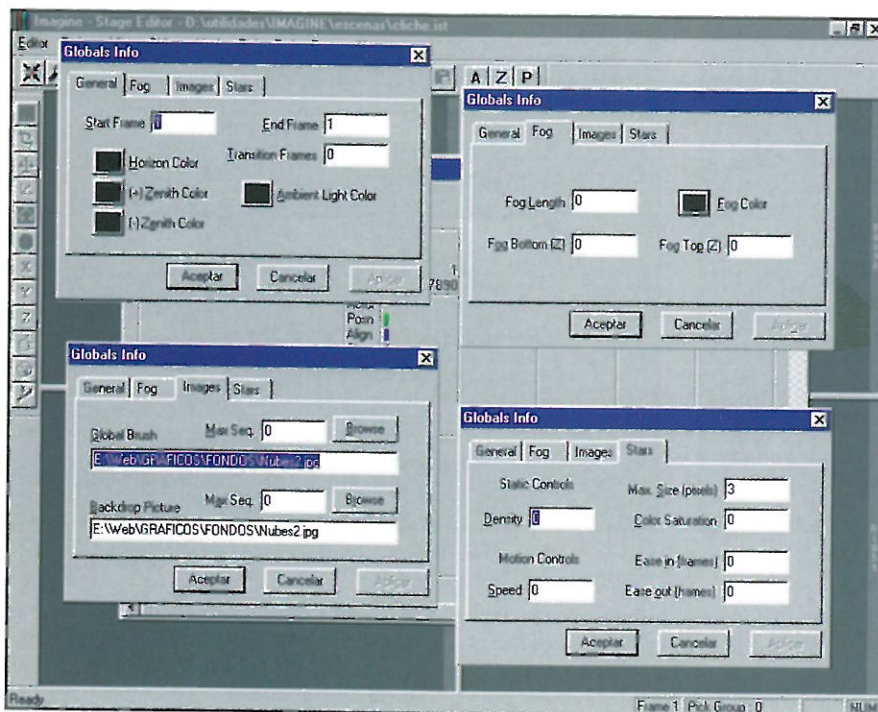 Imagine - Stage Editor - D:\utilidades\IMAGINE\escenas\cliche.ist
Editor
A Z P
Globals Info
General Fog Images Stars
Start Frame 1
End Frame 1
Transition Frames 0
Horizon Color
(+) Zenith Color
Ambient Light Color
(-) Zenith Color
Aceptar Cancelar Aplicar
Globals Info
General Fog Images Stars
Fog Length 0
Fog Color
Fog Bottom (Z) 0
Fog Top (Z) 0
Aceptar Cancelar Aplicar
1
7890
Posn
Align
X
Y
Z
Globals Info
General Fog Images Stars
Global Brush
Max Seq. 0
Browse
E:\Web\GRAFICOS\FONDOS\Nubes2.jpg
Backdrop Picture
Max Seq. 0
Browse
E:\Web\GRAFICOS\FONDOS\Nubes2.jpg
Aceptar Cancelar Aplicar
Globals Info
General Fog Images Stars
Static Controls
Max. Size (pixels) 3
Density 0
Color Saturation 0
Motion Controls
Ease in (frames) 0
Speed 0
Ease out (frames) 0
Aceptar Cancelar Aplicar
Ready
Frame 1 Pick Group : 0
NUM